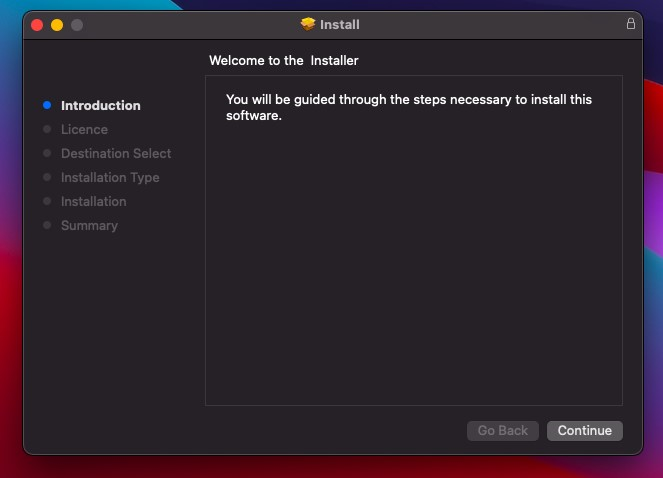 Install
Welcome to the  Installer
Introduction
Licence
Destination Select
Installation Type
Installation
Summary
You will be guided through the steps necessary to install this
software.
Go Back
Continue